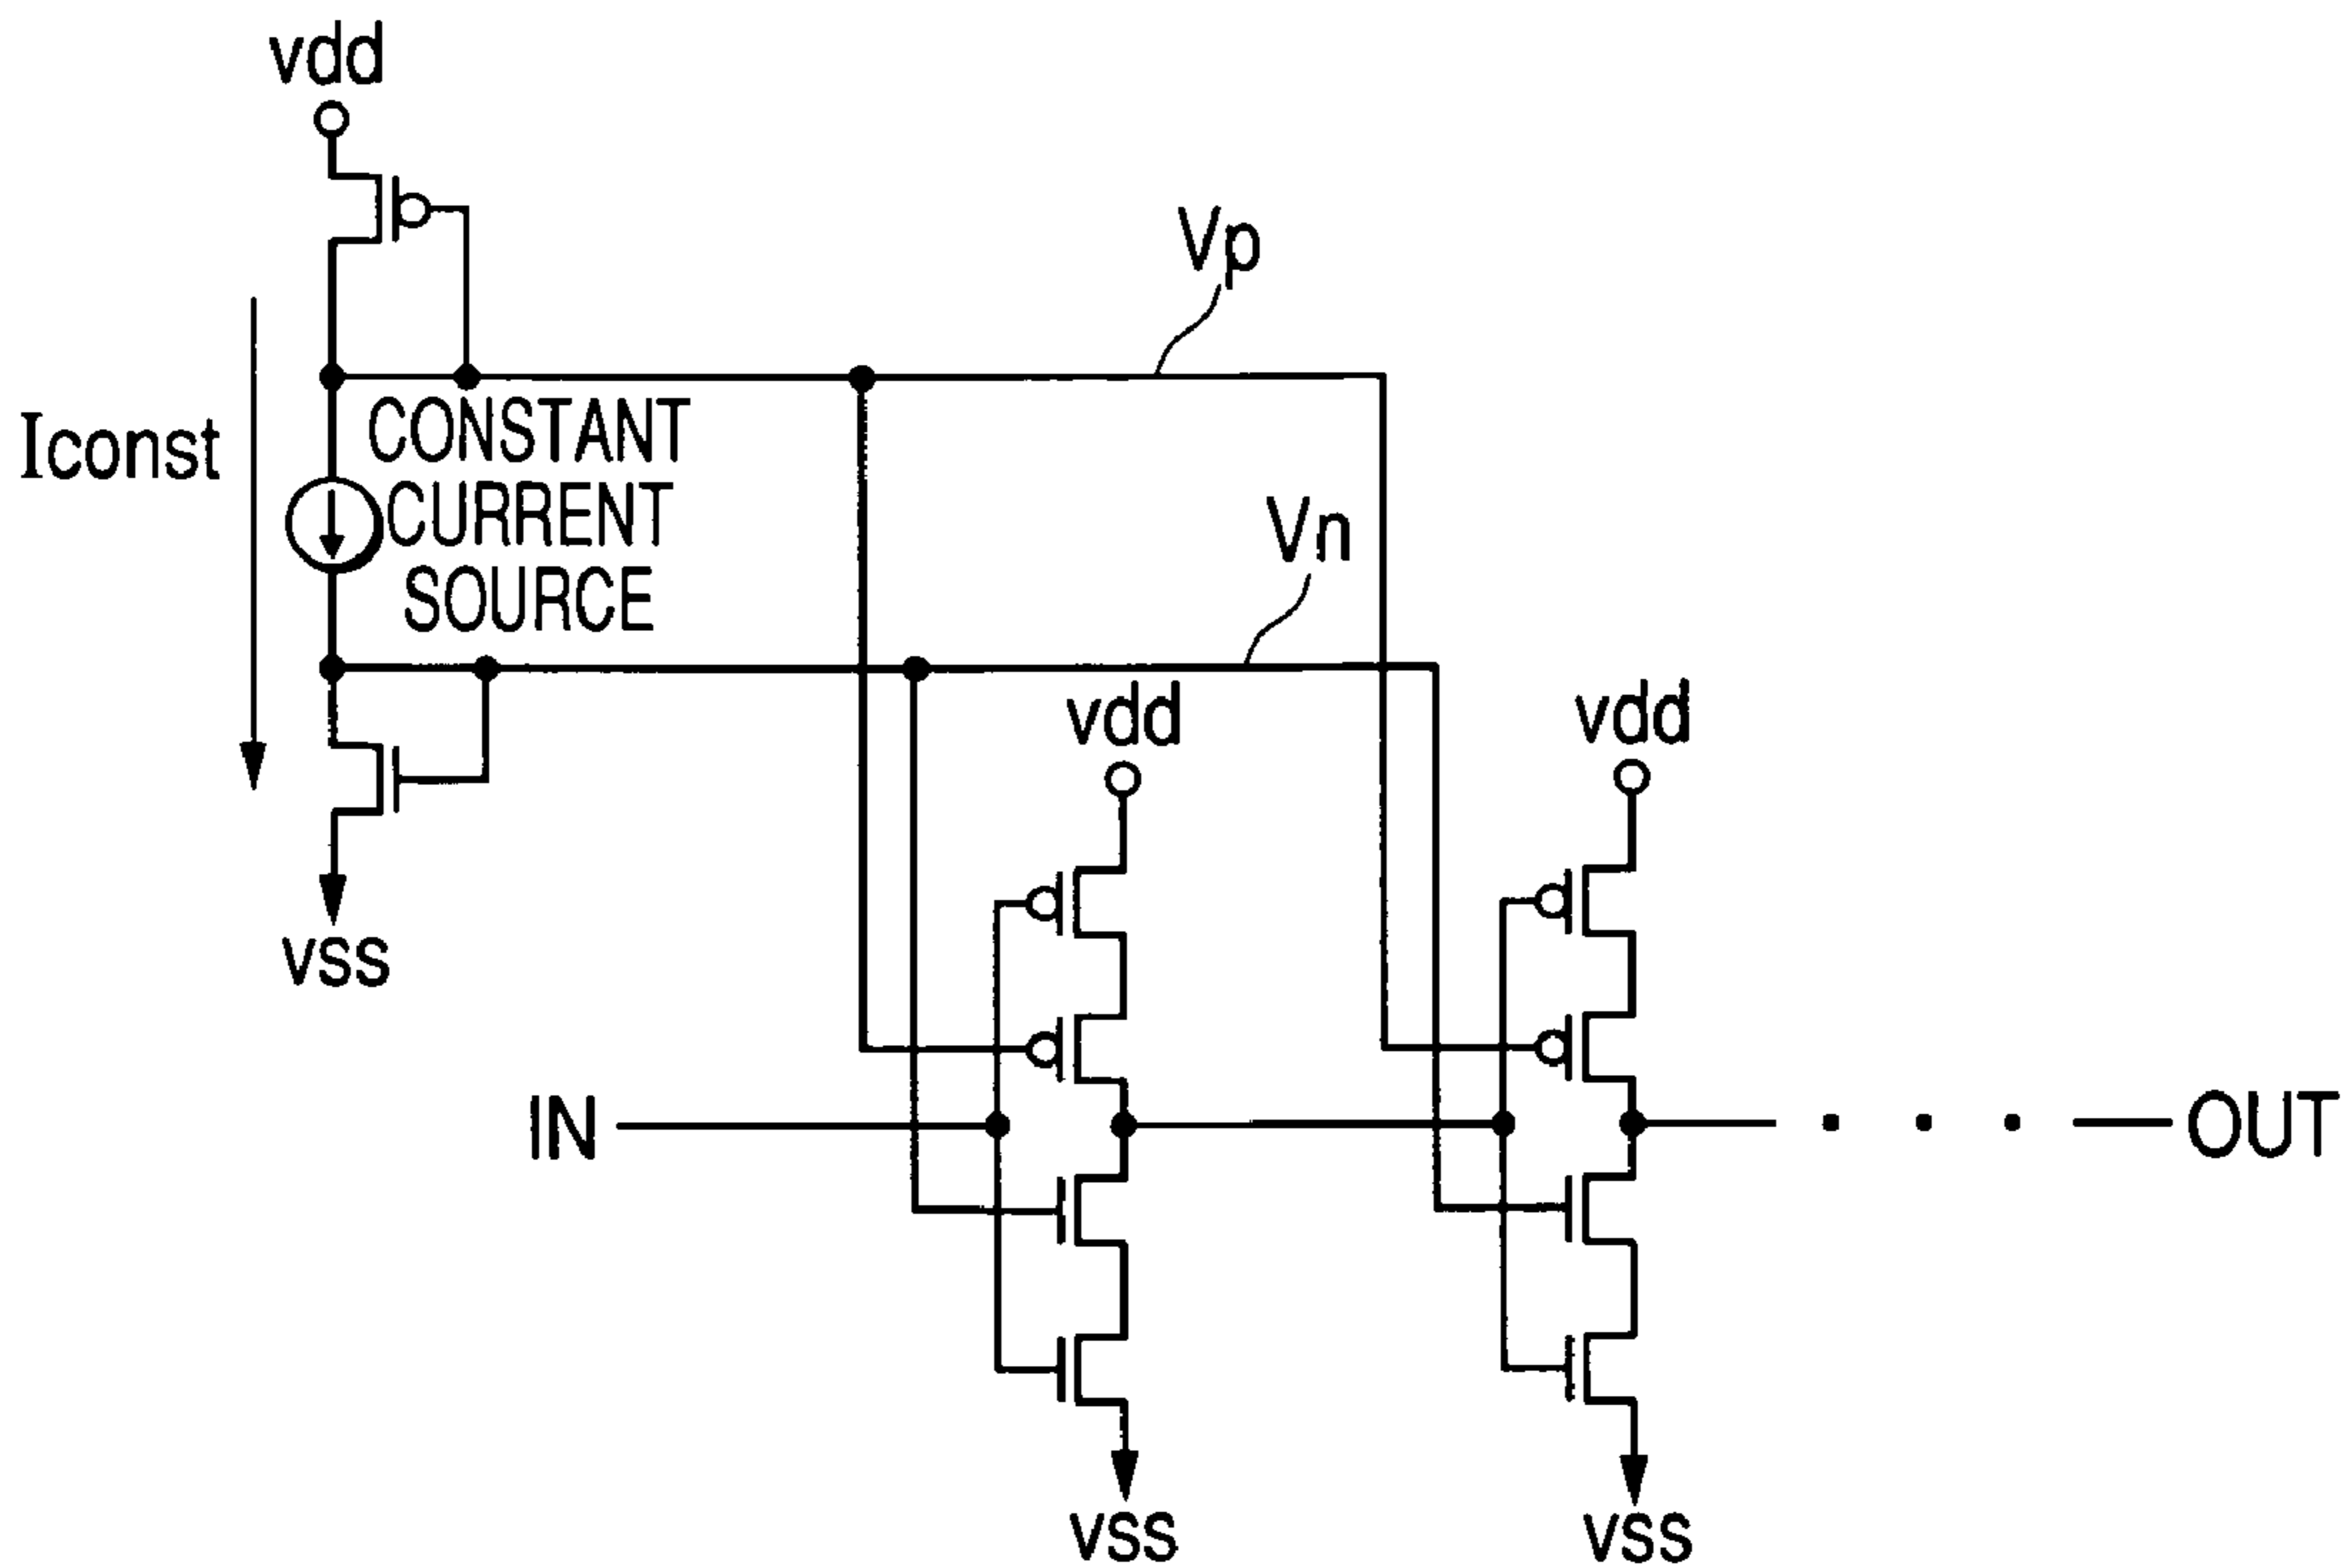 vdd
Vp
Iconst
CONSTANT
CURRENT
SOURCE
Vn
vdd
vdd
vss
IN
OUT
vss
vss